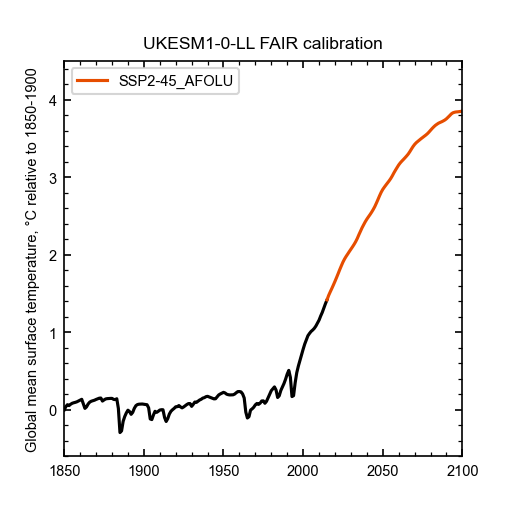 UKESM1-0-LL FAIR calibration
SSP2-45_AFOLU
Global mean surface temperature, °C relative to 1850-1900
4
3
2
1
0
1850 1900 1950 2000 2050 2100